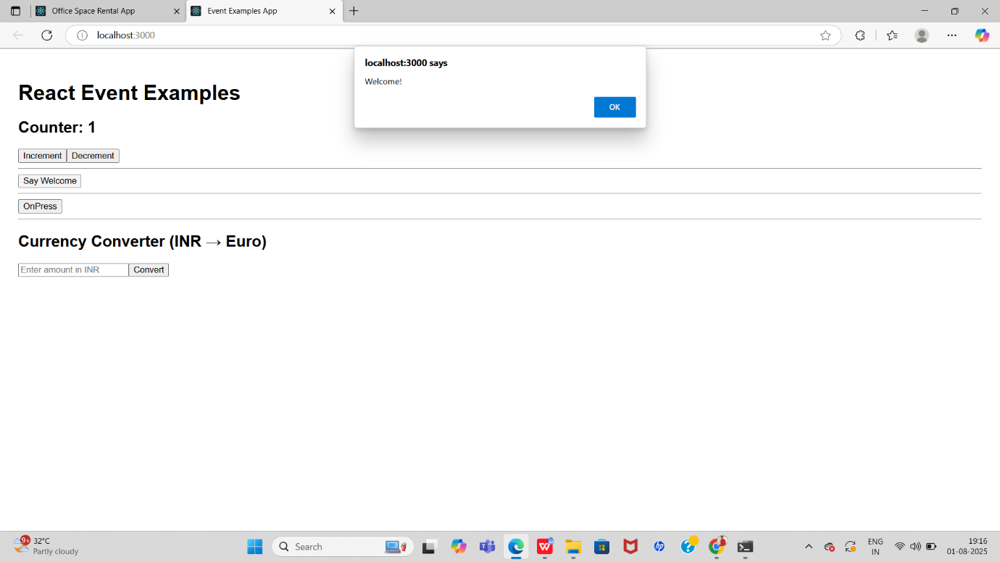 Office Space Rental App
Event Examples App
localhost:3000
localhost:3000 says
Welcome!
OK
React Event Examples
Counter: 1
Increment Decrement
Say Welcome
OnPress
Currency Converter (INR → Euro)
Enter amount in INR Convert
9+ 32°C
Partly cloudy
Search
ENG
IN
19:16
01-08-2025